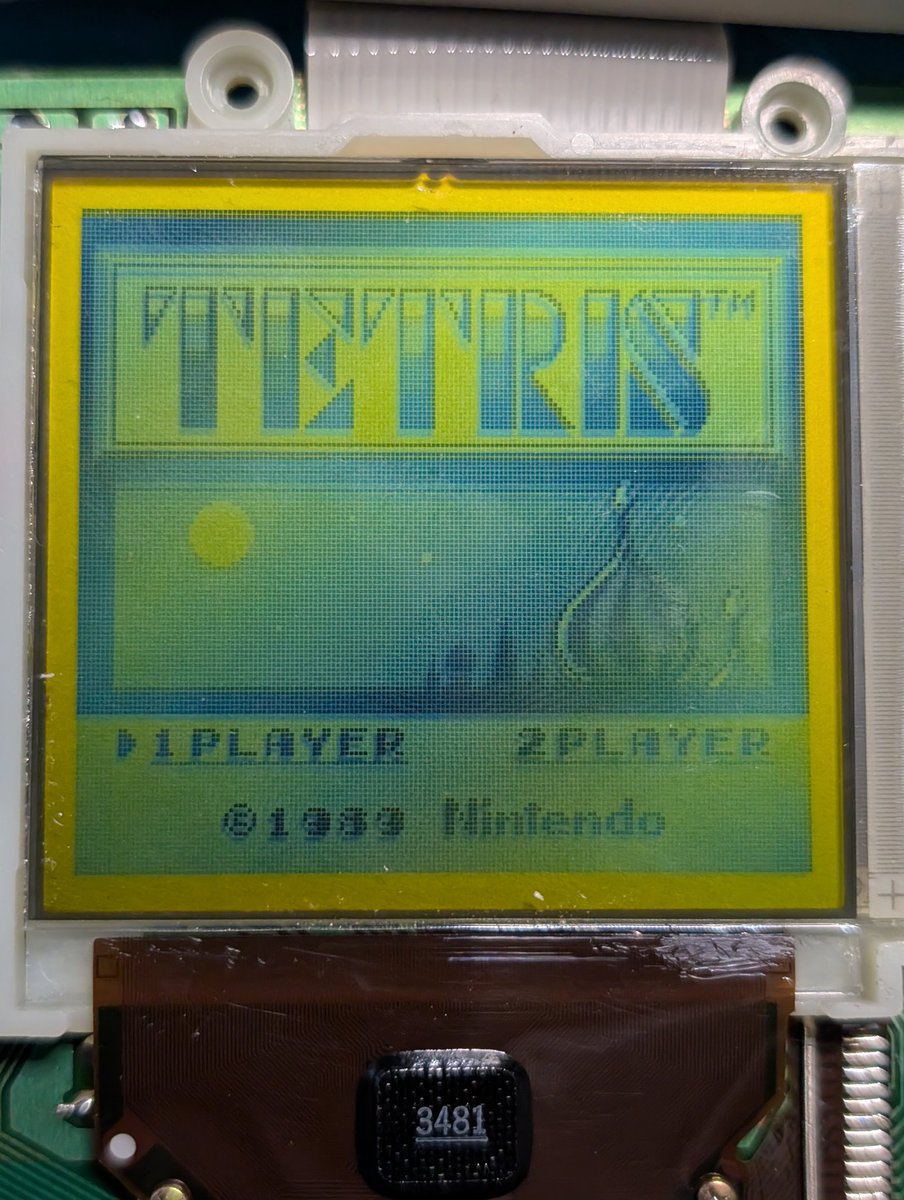 TETRIS™
▶1PLAYER 2PLAYER
©1989 Nintendo
3481